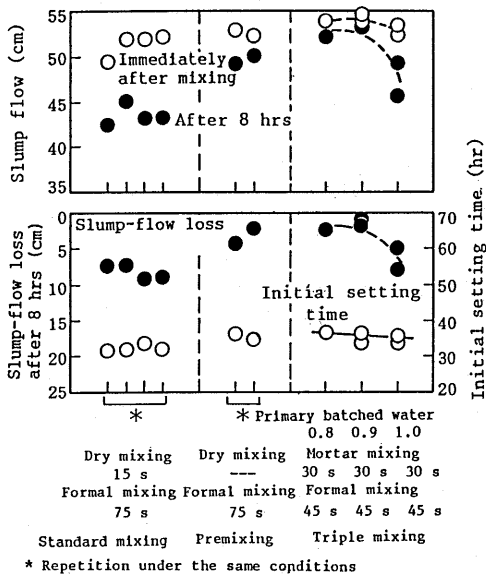 Slump flow (cm)
55
50
45
40
35
Immediately
after mixing
After 8 hrs
Slump-flow loss
after 8 hrs (cm)
0
5
10
15
20
25
Slump-flow loss
Initial setting
time
Initial setting time (hr)
70
60
50
40
30
20
* * Primary batched water
0.8 0.9 1.0
Dry mixing Dry mixing Mortar mixing
15 s --- 30 s 30 s 30 s
Formal mixing Formal mixing Formal mixing
75 s 75 s 45 s 45 s 45 s
Standard mixing Premixing Triple mixing
* Repetition under the same conditions